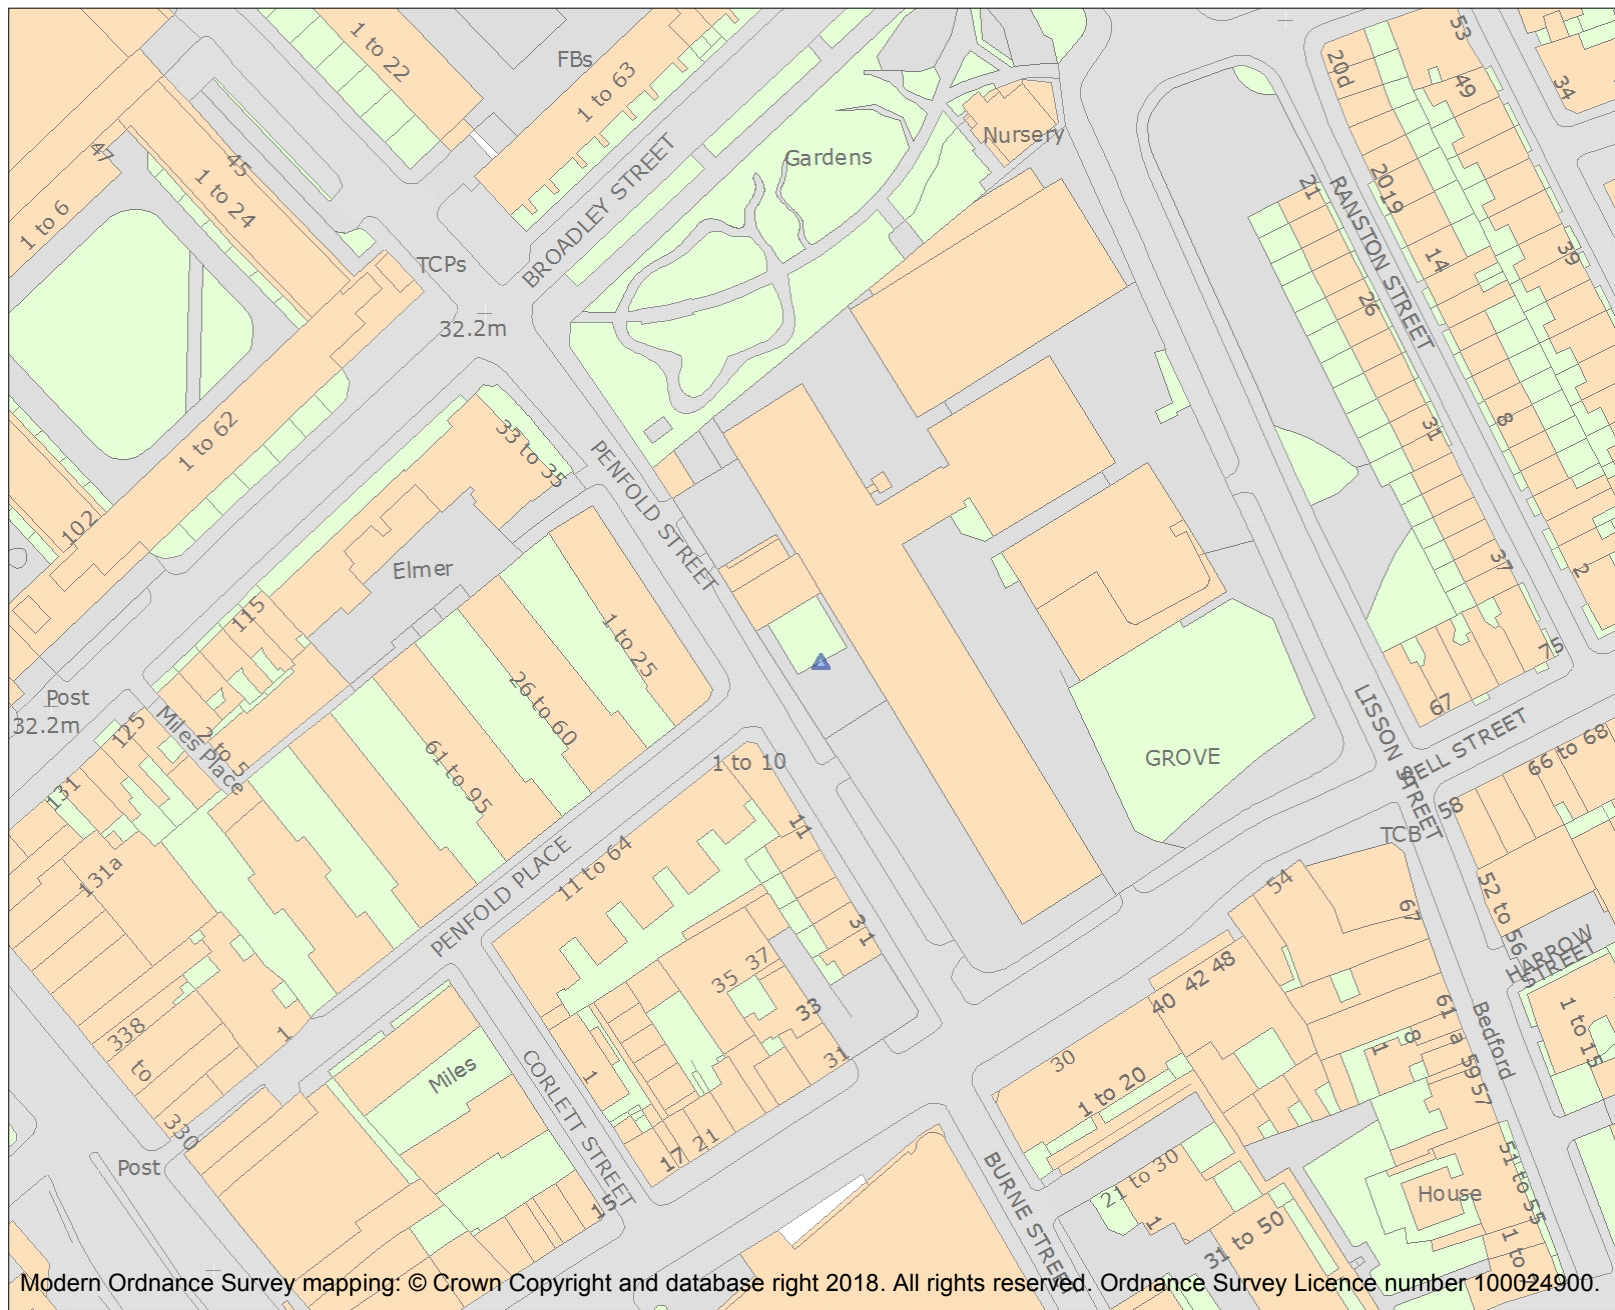 1 to 22
FBs
1 to 63
53
20d
49
34
47
45
1 to 24
1 to 6
BROADLEY STREET
Gardens
Nursery
21
2019
RANSTON STREET
39
14
26
TCPs
32.2m
8
31
1 to 62
33 to 35
PENFOLD STREET
102
Elmer
37
2
115
1 to 25
26 to 60
61 to 95
75
67
LISSON STREET
BELL STREET
66 to 68
Post
32.2m
125
Miles Place
2 to 5
131
131a
1 to 10
GROVE
58
TCB
11
11 to 64
PENFOLD PLACE
54
67
52 to 56
HARROW STREET
31
35
37
33
40
42
48
338
to
330
1
31
30
61
a
59
57
8
1
Bedford
1 to 15
Miles
CORLETT STREET
1
1 to 20
17
21
15
Post
BURNE STREET
21 to 30
1
31 to 50
House
51 to 55
1 to
Modern Ordnance Survey mapping: © Crown Copyright and database right 2018. All rights reserved. Ordnance Survey Licence number 100024900.